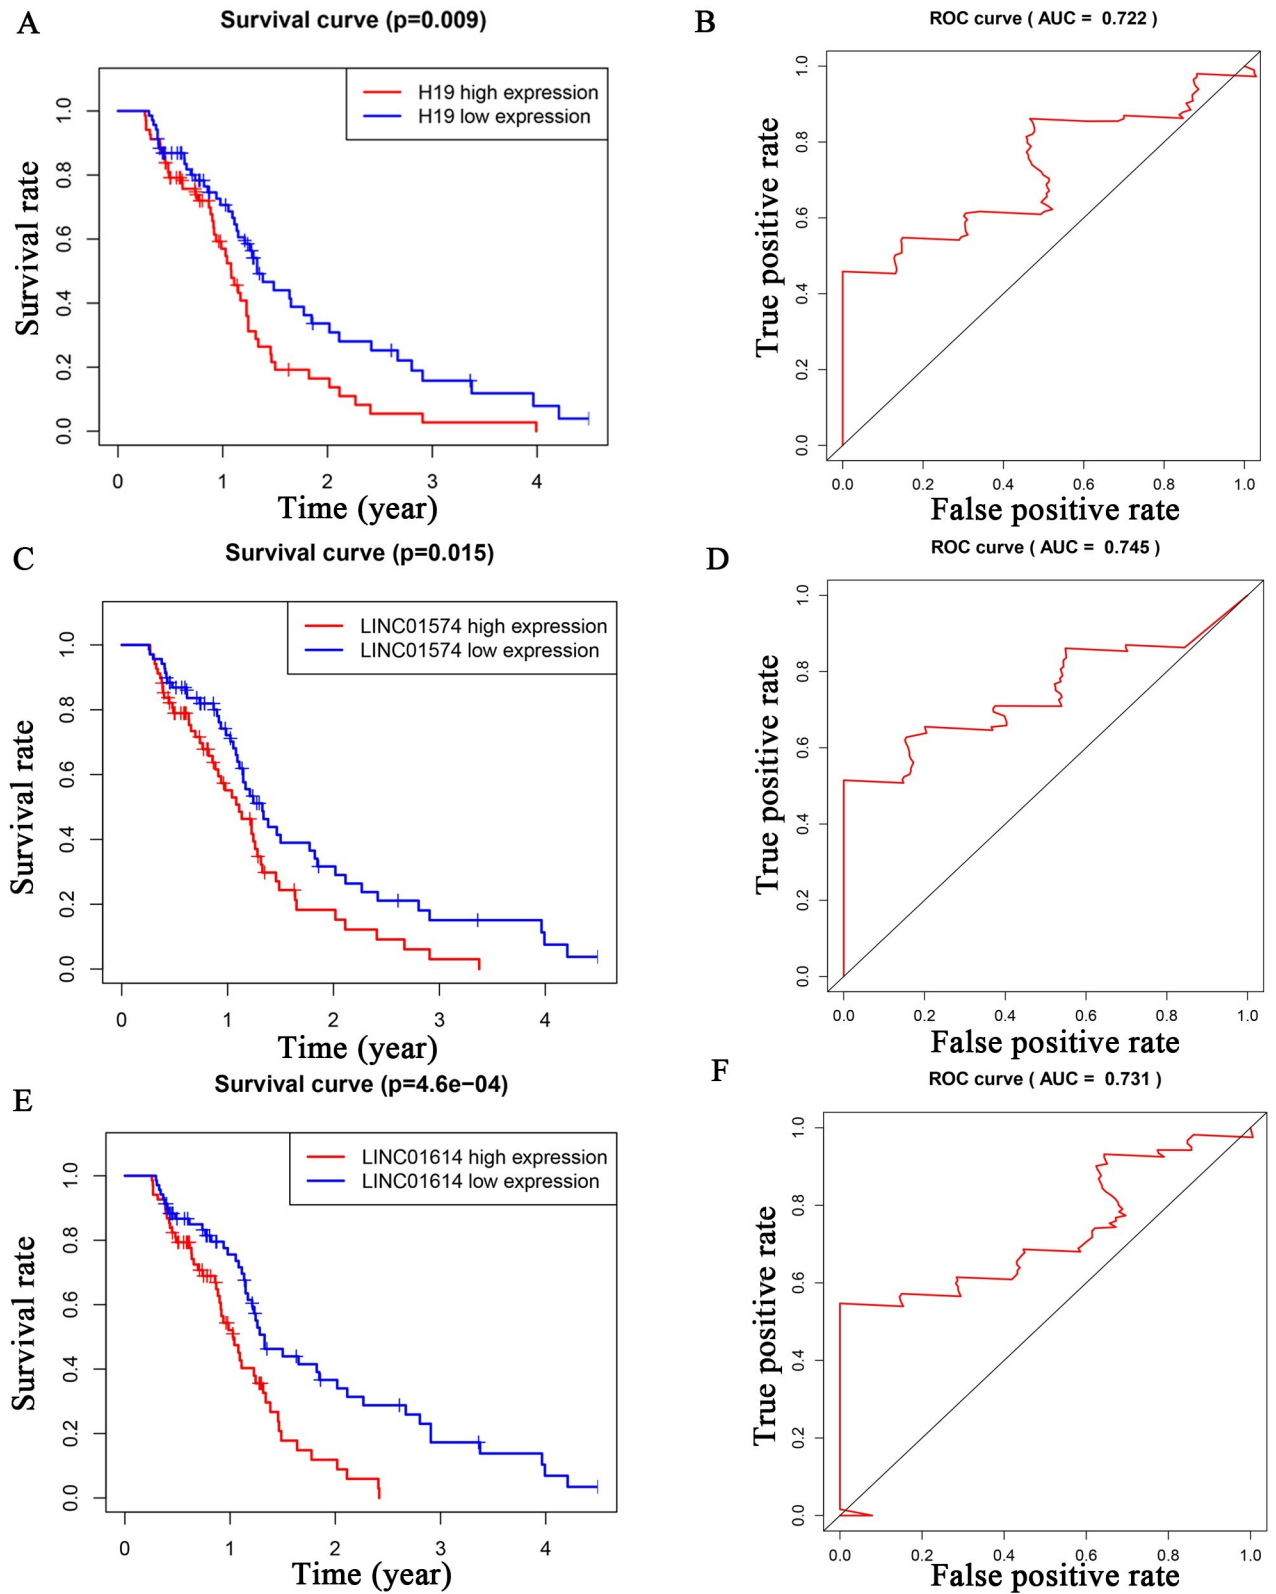 A
Survival curve (p=0.009)
H19 high expression
H19 low expression
Survival rate
0.0
0.2
0.4
0.6
0.8
1.0
0 1 2 3 4
Time (year)
B
ROC curve ( AUC = 0.722 )
True positive rate
0.0
0.2
0.4
0.6
0.8
1.0
0.0 0.2 0.4 0.6 0.8 1.0
False positive rate
C
Survival curve (p=0.015)
LINC01574 high expression
LINC01574 low expression
Survival rate
0.0
0.2
0.4
0.6
0.8
1.0
0 1 2 3 4
Time (year)
D
ROC curve ( AUC = 0.745 )
True positive rate
0.0
0.2
0.4
0.6
0.8
1.0
0.0 0.2 0.4 0.6 0.8 1.0
False positive rate
E
Survival curve (p=4.6e−04)
LINC01614 high expression
LINC01614 low expression
Survival rate
0.0
0.2
0.4
0.6
0.8
1.0
0 1 2 3 4
Time (year)
F
ROC curve ( AUC = 0.731 )
True positive rate
0.0
0.2
0.4
0.6
0.8
1.0
0.0 0.2 0.4 0.6 0.8 1.0
False positive rate